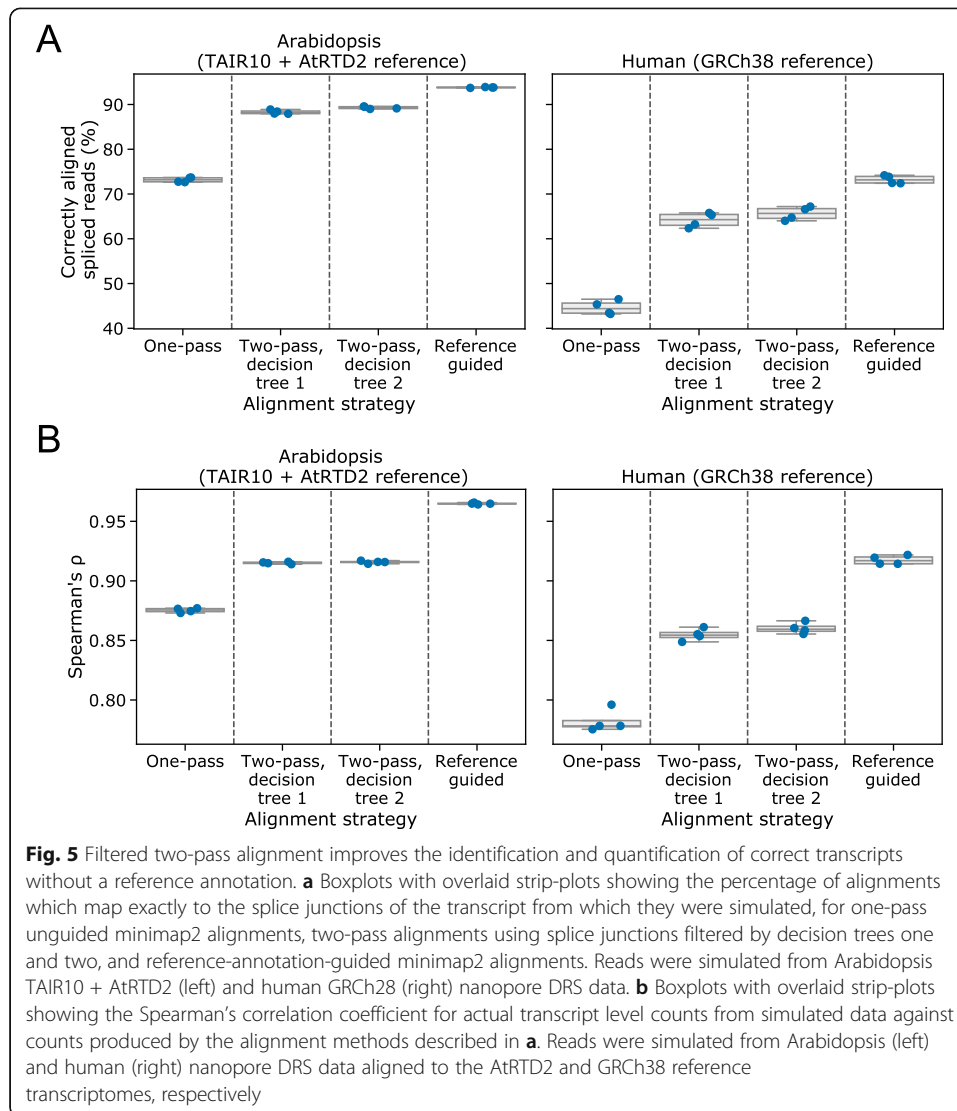 A
Arabidopsis
(TAIR10 + AtRTD2 reference)
Human (GRCh38 reference)
Correctly aligned
spliced reads (%)
90
80
70
60
50
40
One-pass
Two-pass,
decision
tree 1
Two-pass,
decision
tree 2
Reference
guided
Alignment strategy
One-pass
Two-pass,
decision
tree 1
Two-pass,
decision
tree 2
Reference
guided
Alignment strategy
B
Arabidopsis
(TAIR10 + AtRTD2 reference)
Human (GRCh38 reference)
Spearman's ρ
0.95
0.90
0.85
0.80
One-pass
Two-pass,
decision
tree 1
Two-pass,
decision
tree 2
Reference
guided
Alignment strategy
One-pass
Two-pass,
decision
tree 1
Two-pass,
decision
tree 2
Reference
guided
Alignment strategy
Fig. 5 Filtered two-pass alignment improves the identification and quantification of correct transcripts
without a reference annotation. a Boxplots with overlaid strip-plots showing the percentage of alignments
which map exactly to the splice junctions of the transcript from which they were simulated, for one-pass
unguided minimap2 alignments, two-pass alignments using splice junctions filtered by decision trees one
and two, and reference-annotation-guided minimap2 alignments. Reads were simulated from Arabidopsis
TAIR10 + AtRTD2 (left) and human GRCh28 (right) nanopore DRS data. b Boxplots with overlaid strip-plots
showing the Spearman's correlation coefficient for actual transcript level counts from simulated data against
counts produced by the alignment methods described in a. Reads were simulated from Arabidopsis (left)
and human (right) nanopore DRS data aligned to the AtRTD2 and GRCh38 reference
transcriptomes, respectively